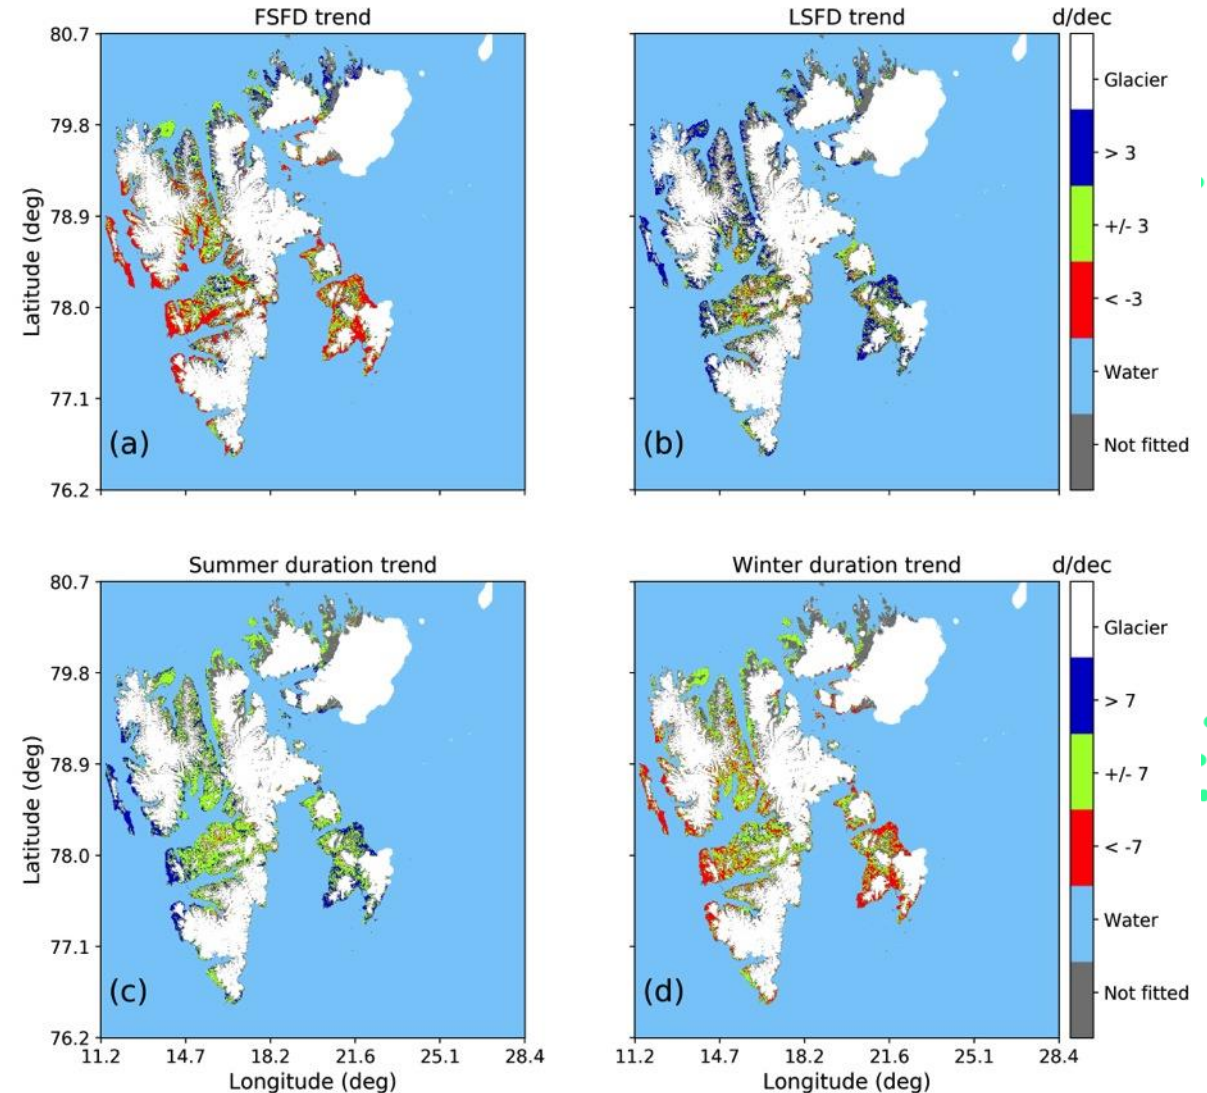 FSFD trend
LSFD trend
d/dec
80.7
79.8
78.9
78.0
77.1
76.2
Latitude (deg)
(a)
(b)
Glacier
> 3
+/- 3
< -3
Water
Not fitted
Summer duration trend
Winter duration trend
d/dec
80.7
79.8
78.9
78.0
77.1
76.2
Latitude (deg)
(c)
(d)
Glacier
> 7
+/- 7
< -7
Water
Not fitted
11.2 14.7 18.2 21.6 25.1 28.4
11.2 14.7 18.2 21.6 25.1 28.4
Longitude (deg)
Longitude (deg)